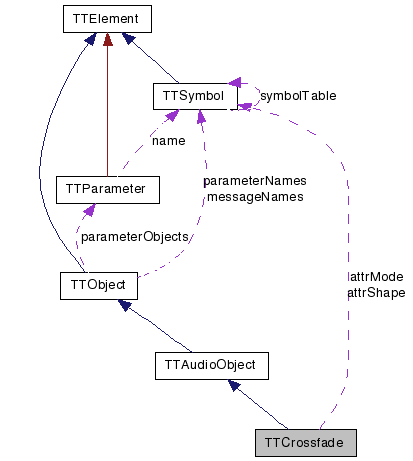 TTElement
TTSymbol
symbolTable
name
TTParameter
parameterNames
messageNames
parameterObjects
TTObject
attrMode
attrShape
TTAudioObject
TTCrossfade